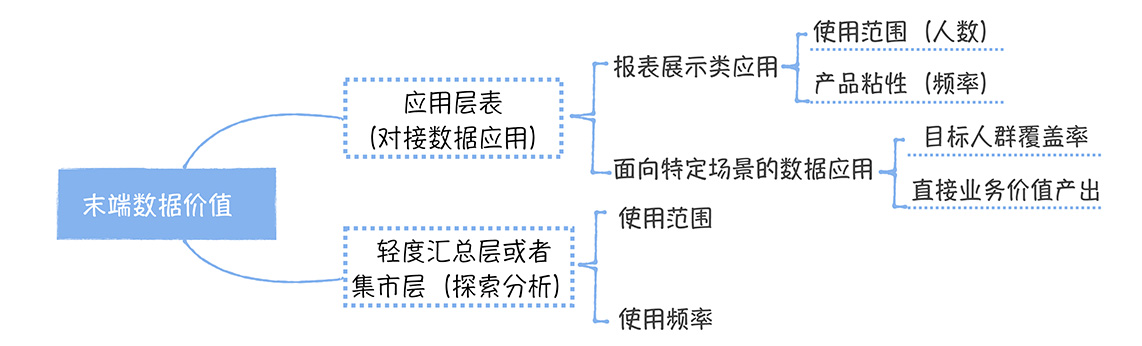 末端数据价值
应用层表
（对接数据应用）
报表展示类应用
使用范围（人数）
产品粘性（频率）
面向特定场景的数据应用
目标人群覆盖率
直接业务价值产出
轻度汇总层或者
集市层（探索分析）
使用范围
使用频率